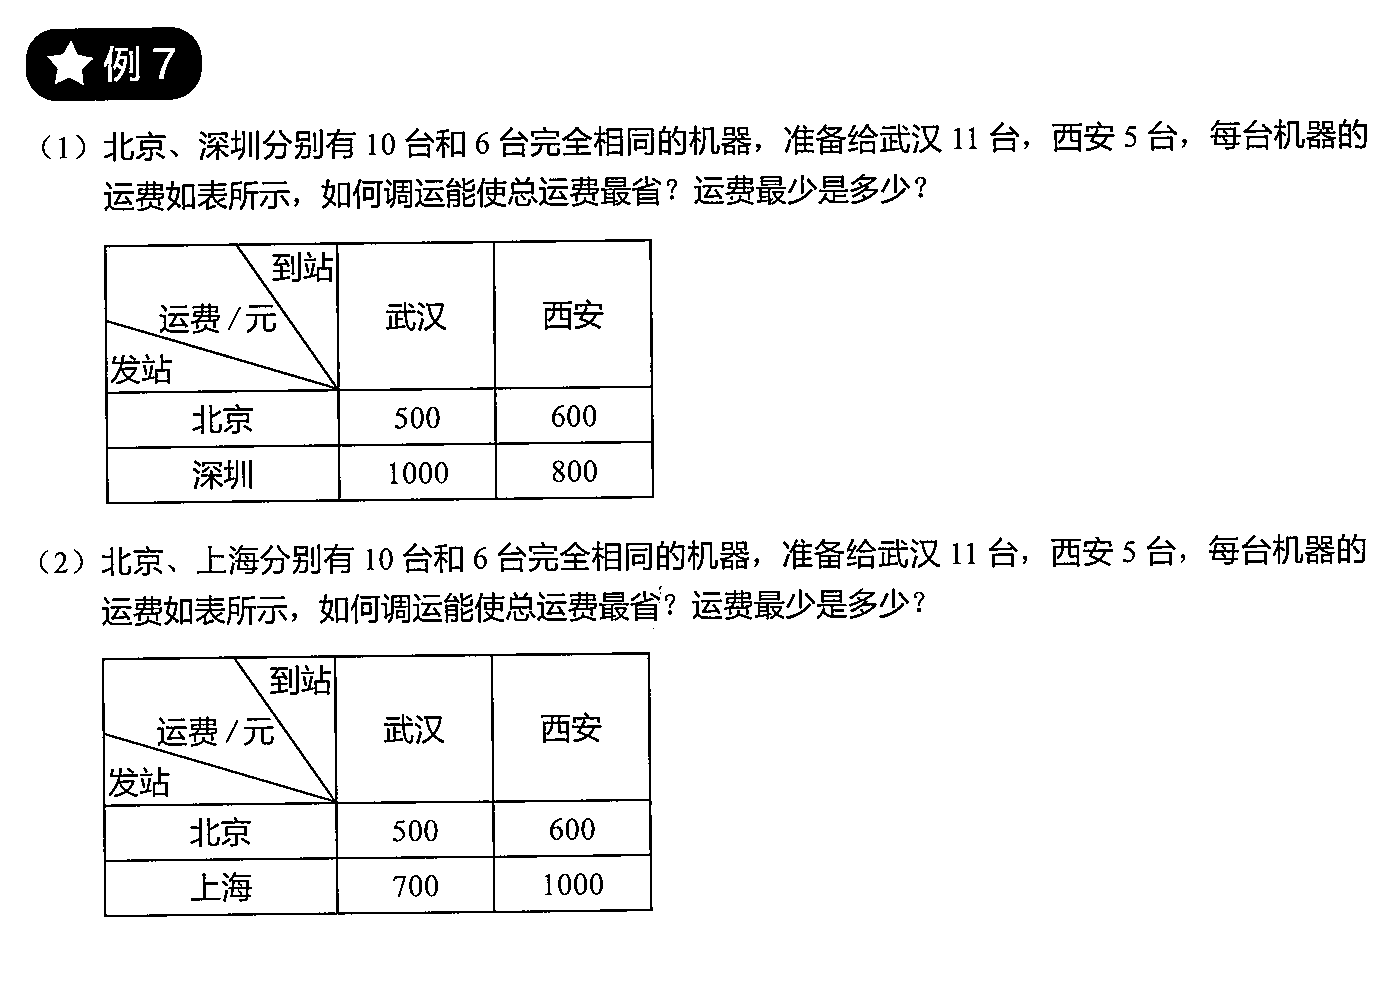 例 7
（1）北京、深圳分别有 10 台和 6 台完全相同的机器，准备给武汉 11 台，西安 5 台，每台机器的
运费如表所示，如何调运能使总运费最省？运费最少是多少？
到站
运费 / 元
发站
武汉
西安
北京 500 600
深圳 1000 800
（2）北京、上海分别有 10 台和 6 台完全相同的机器，准备给武汉 11 台，西安 5 台，每台机器的
运费如表所示，如何调运能使总运费最省？运费最少是多少？
到站
运费 / 元
发站
武汉
西安
北京 500 600
上海 700 1000